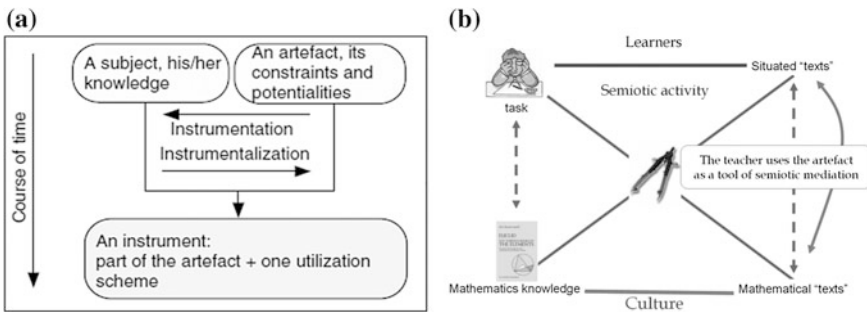 (a)
Course of time
A subject, his/her
knowledge
An artefact, its
constraints and
potentialities
Instrumentation
Instrumentalization
An instrument:
part of the artefact + one utilization
scheme
(b)
Learners
Situated "texts"
Semiotic activity
task
The teacher uses the artefact
as a tool of semiotic mediation
Mathematics knowledge
Culture
Mathematical "texts"